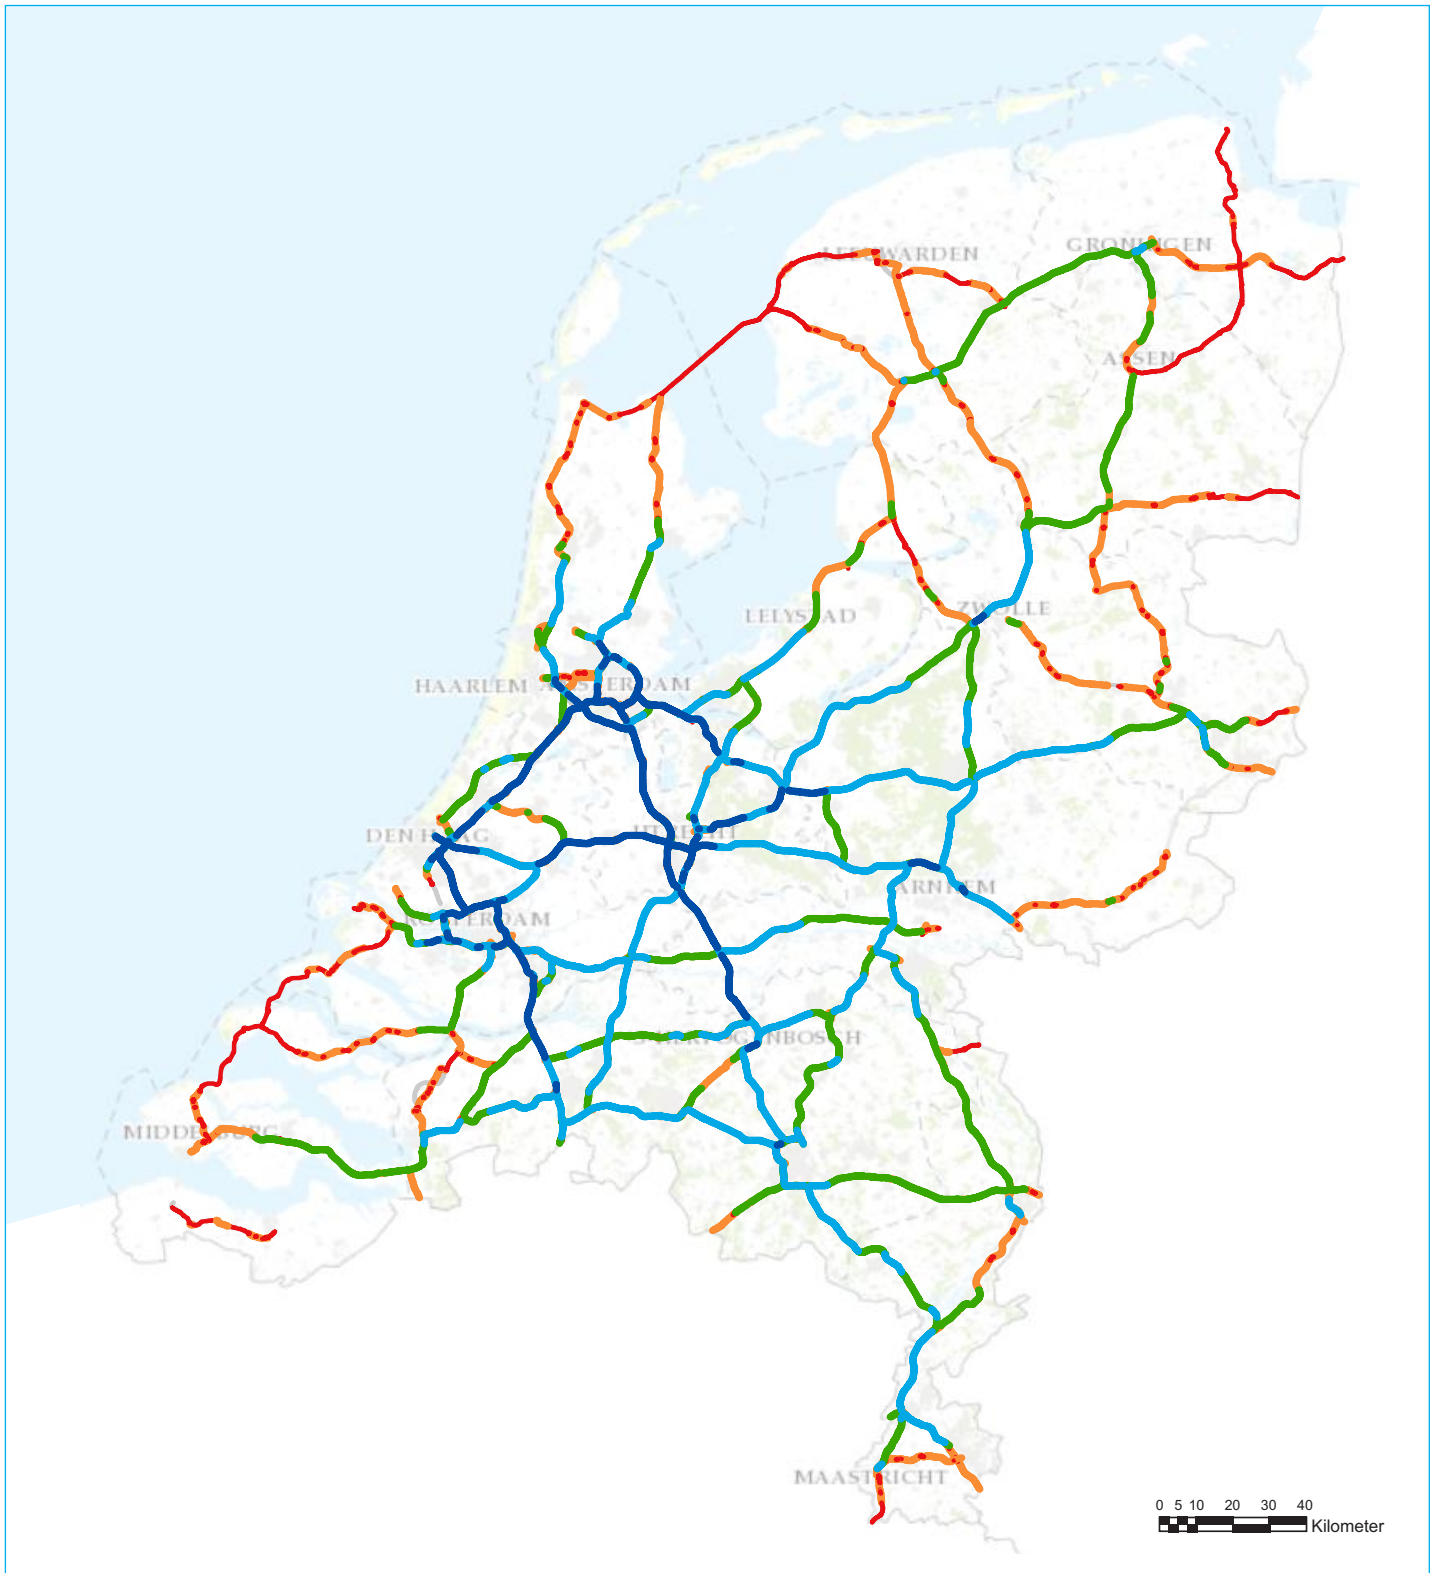 LEEUWARDEN
GRONINGEN
ASSEN
ZWOLLE
LELYSTAD
HAARLEM
AMSTERDAM
DEN HAAG
UTRECHT
ARNHEM
ROTTERDAM
'S-HERTOGENBOSCH
MIDDELBURG
MAASTRICHT
0 5 10 20 30 40
Kilometer